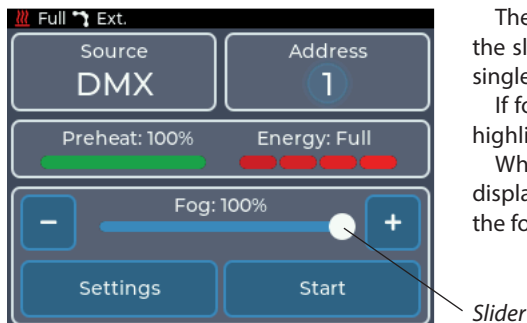 Full Ext.
Source
DMX
Address
1
Preheat: 100%
Energy: Full
Fog: 100%
−
+
Settings
Start
Slider
The
the sl
single
If fo
highli
Wh
displa
the fo